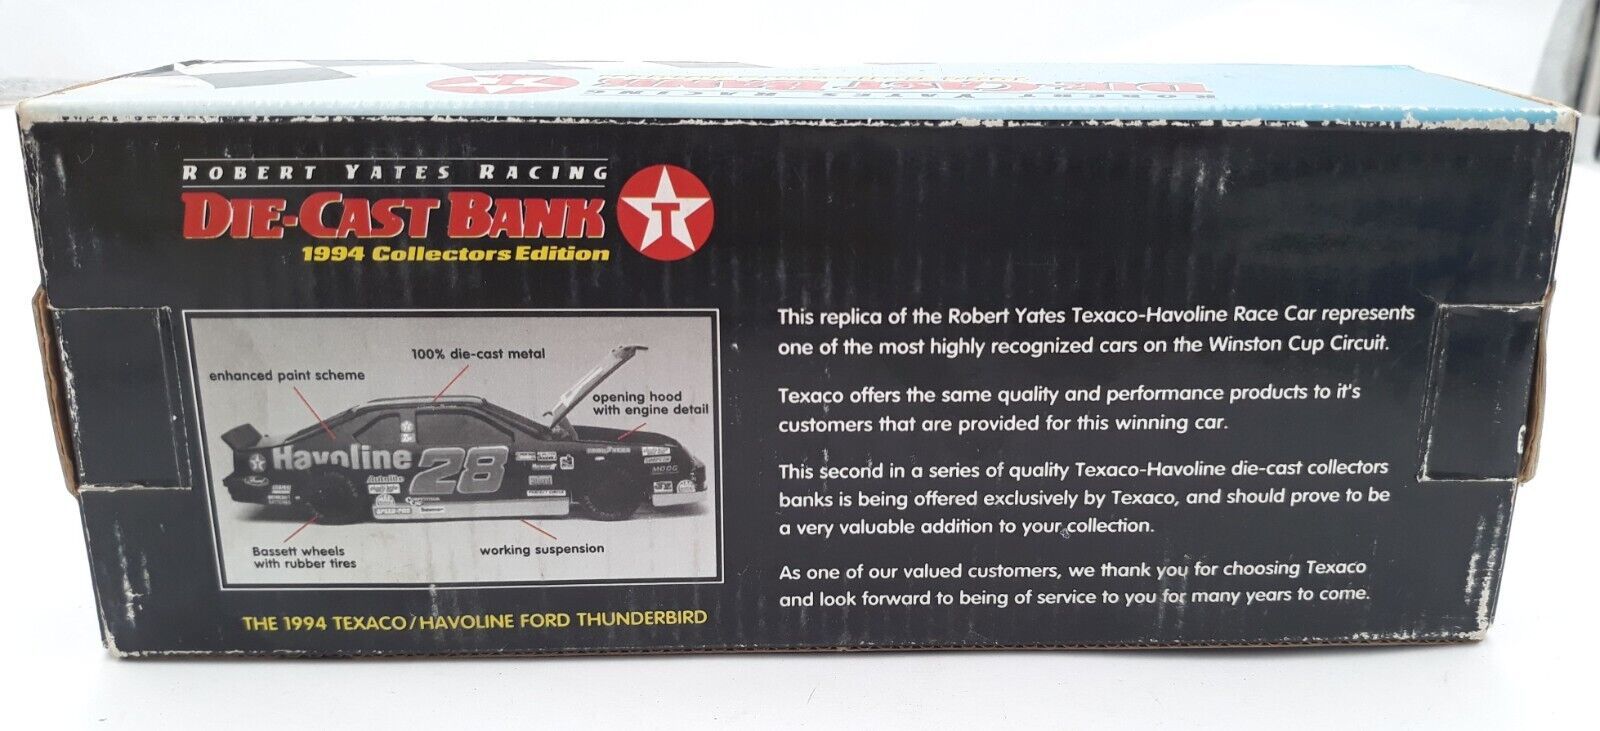 ROBERT YATES RACING
DIE-CAST BANK
ROBERT YATES RACING
DIE-CAST BANK
T
1994 Collectors Edition
100% die-cast metal
enhanced paint scheme
opening hood
with engine detail
Havoline 28
Bassett wheels
with rubber tires
working suspension
THE 1994 TEXACO/HAVOLINE FORD THUNDERBIRD
This replica of the Robert Yates Texaco-Havoline Race Car represents
one of the most highly recognized cars on the Winston Cup Circuit.
Texaco offers the same quality and performance products to it's
customers that are provided for this winning car.
This second in a series of quality Texaco-Havoline die-cast collectors
banks is being offered exclusively by Texaco, and should prove to be
a very valuable addition to your collection.
As one of our valued customers, we thank you for choosing Texaco
and look forward to being of service to you for many years to come.